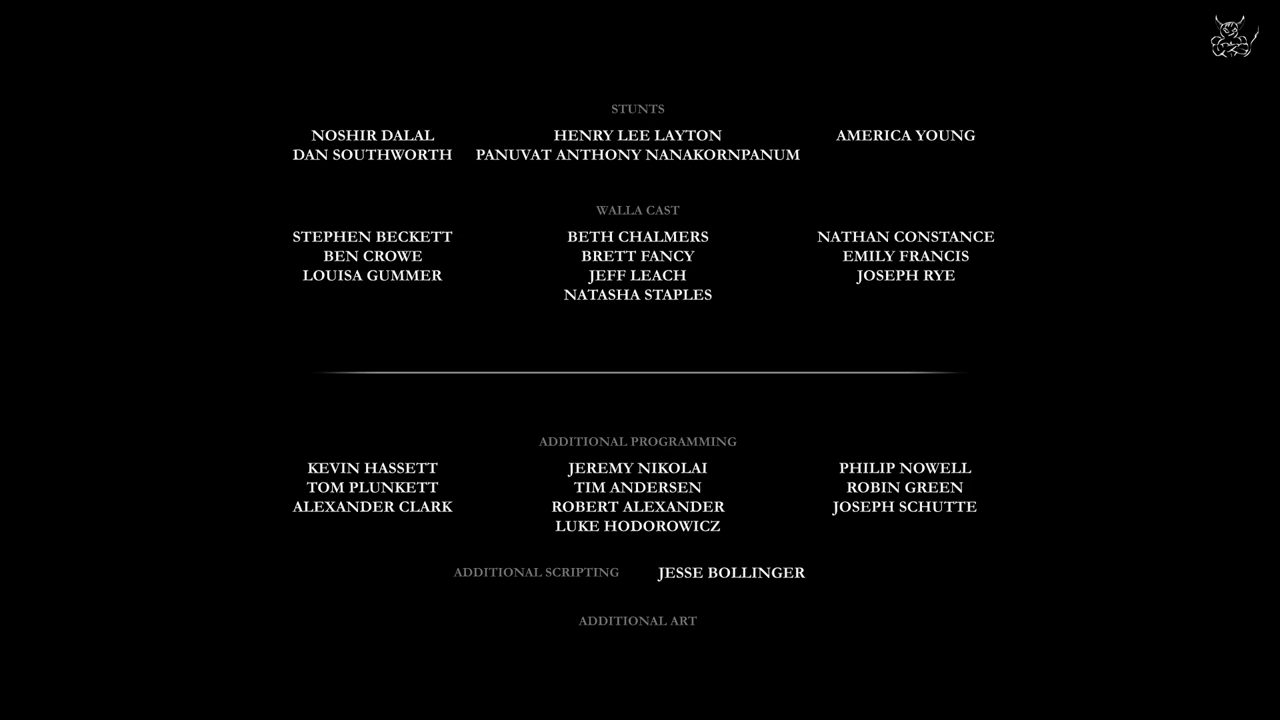 STUNTS
NOSHIR DALAL HENRY LEE LAYTON AMERICA YOUNG
DAN SOUTHWORTH PANUVAT ANTHONY NANAKORNPANUM
WALLA CAST
STEPHEN BECKETT BETH CHALMERS NATHAN CONSTANCE
BEN CROWE BRETT FANCY EMILY FRANCIS
LOUISA GUMMER JEFF LEACH JOSEPH RYE
NATASHA STAPLES
ADDITIONAL PROGRAMMING
KEVIN HASSETT JEREMY NIKOLAI PHILIP NOWELL
TOM PLUNKETT TIM ANDERSEN ROBIN GREEN
ALEXANDER CLARK ROBERT ALEXANDER JOSEPH SCHUTTE
LUKE HODOROWICZ
ADDITIONAL SCRIPTING JESSE BOLLINGER
ADDITIONAL ART